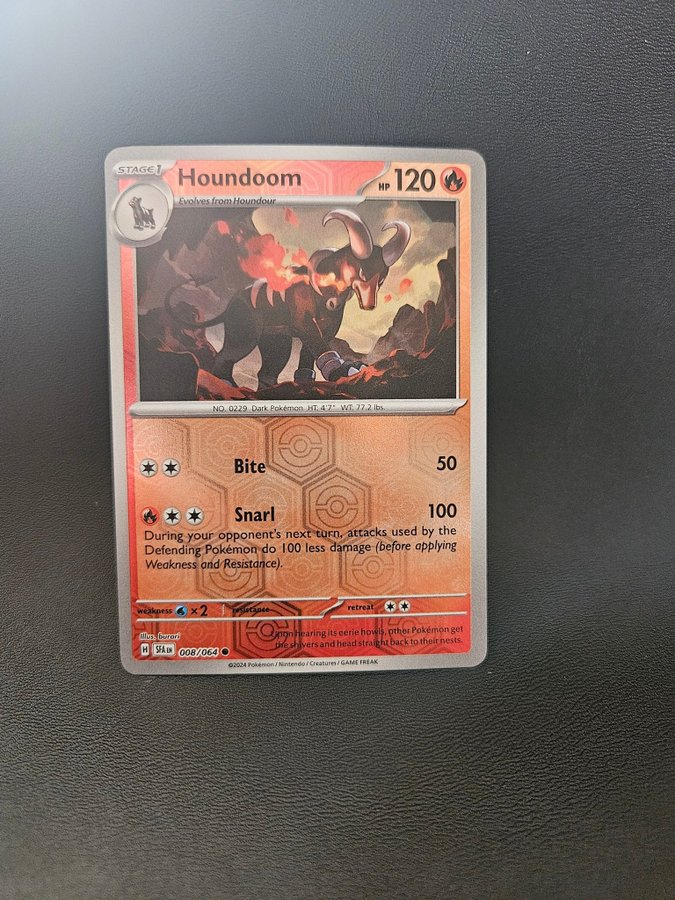 STAGE 1
Houndoom
HP 120
Evolves from Houndour
NO. 0229 Dark Pokémon HT: 4'7" WT: 77.2 lbs.
Bite 50
Snarl 100
During your opponent's next turn, attacks used by the
Defending Pokémon do 100 less damage (before applying
Weakness and Resistance).
weakness ×2 resistance retreat
Illus. burari
Upon hearing its eerie howls, other Pokémon get
the shivers and head straight back to their nests.
H SFA EN 008/064
©2024 Pokémon / Nintendo / Creatures / GAME FREAK